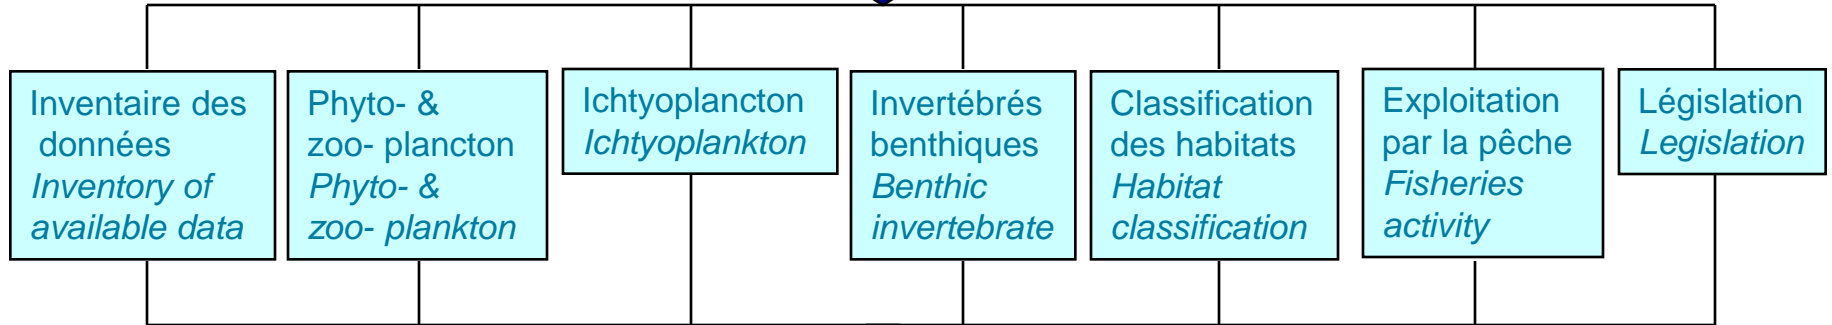 Inventaire des
données
Inventory of
available data
Phyto- &
zoo- plancton
Phyto- &
zoo- plankton
Ichtyoplancton
Ichtyoplankton
Invertébrés
benthiques
Benthic
invertebrate
Classification
des habitats
Habitat
classification
Exploitation
par la pêche
Fisheries
activity
Législation
Legislation